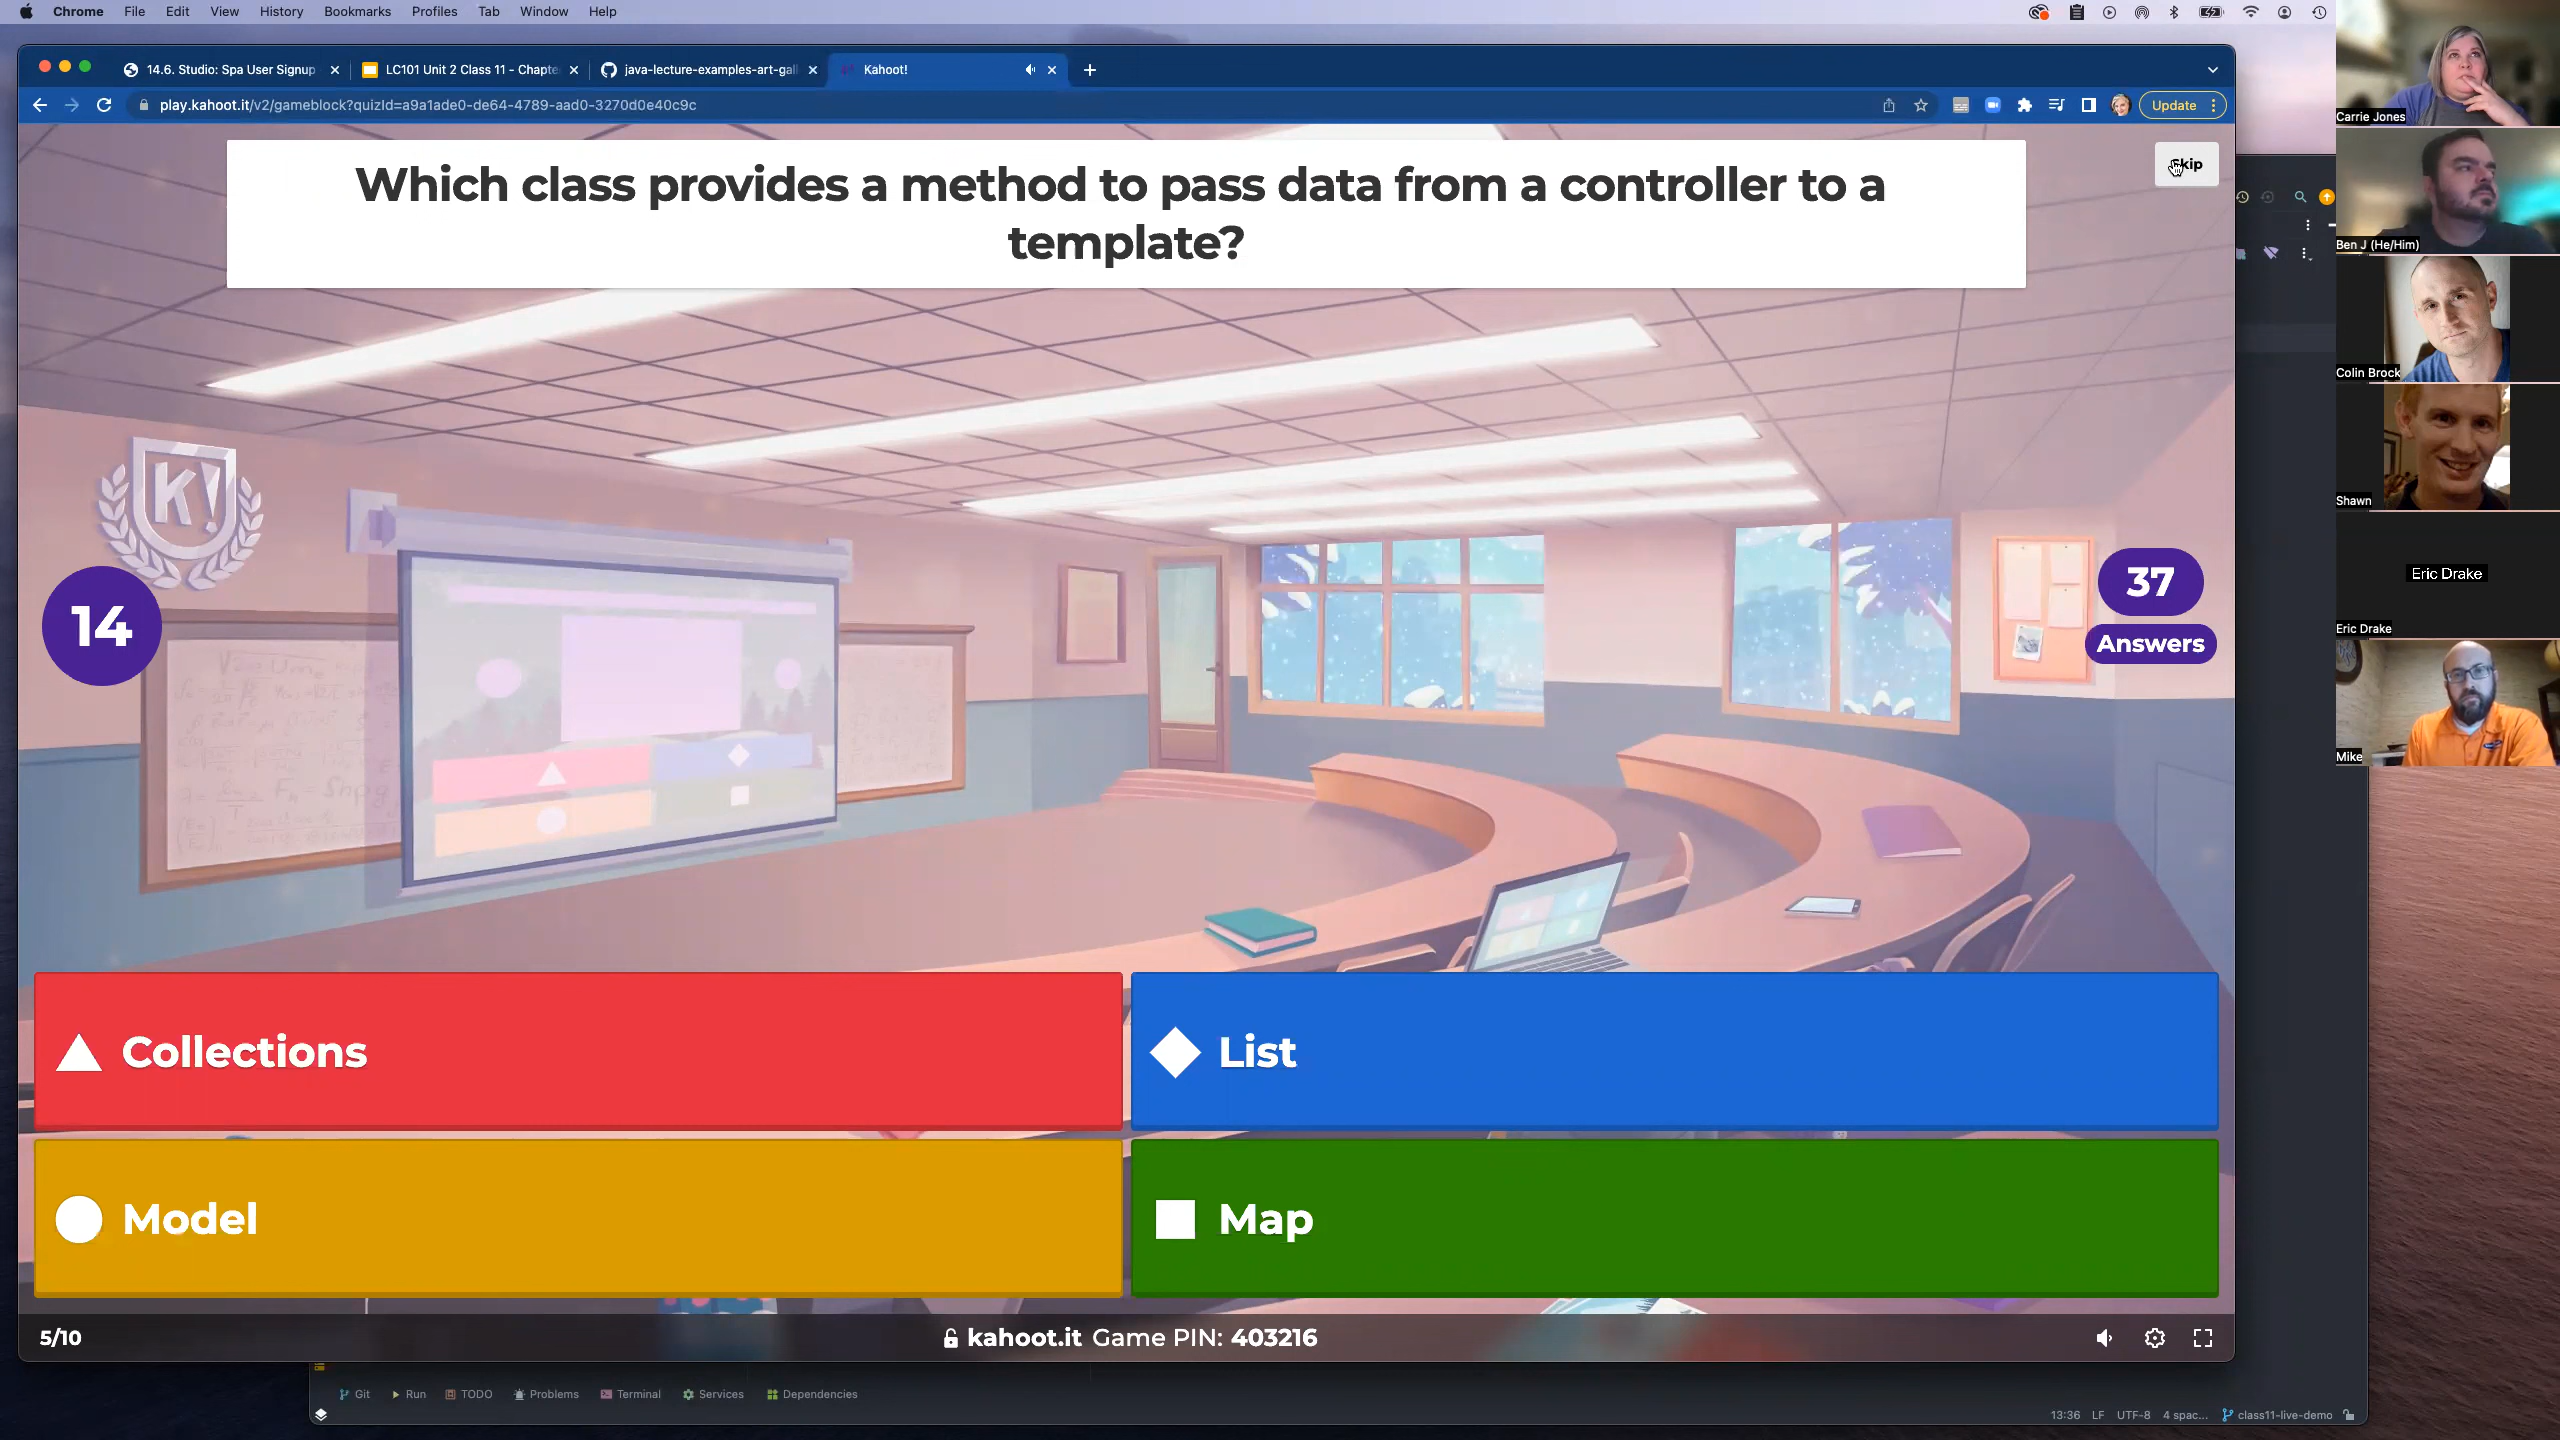 Chrome File Edit View History Bookmarks Profiles Tab Window Help
14.6. Studio: Spa User Signup
LC101 Unit 2 Class 11 - Chapte
java-lecture-examples-art-gall
Kahoot!
play.kahoot.it/v2/gameblock?quizId=a9a1ade0-de64-4789-aad0-3270d0e40c9c
Update
Which class provides a method to pass data from a controller to a
template?
Skip
K!
14
37
Answers
Collections
List
Model
Map
5/10
kahoot.it Game PIN: 403216
Git Run TODO Problems Terminal Services Dependencies
13:36 LF UTF-8 4 spac... class11-live-demo
Carrie Jones
Ben J (He/Him)
Colin Brock
Shawn
Eric Drake
Eric Drake
Mike